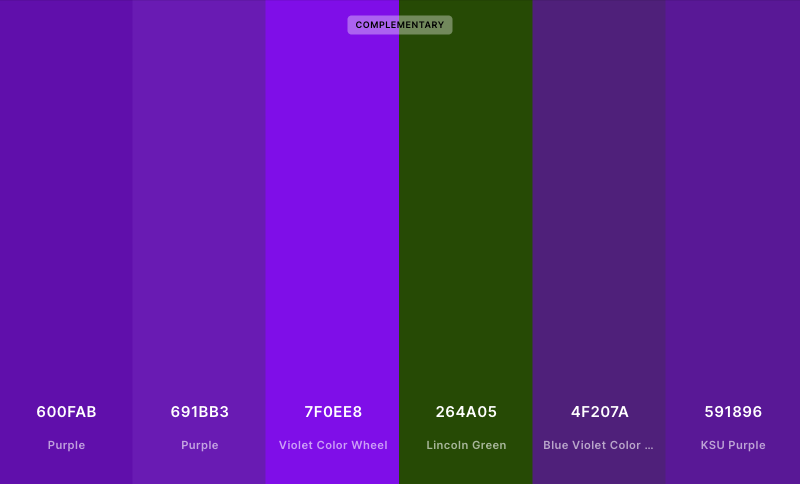 COMPLEMENTARY
600FAB
Purple
691BB3
Purple
7F0EE8
Violet Color Wheel
264A05
Lincoln Green
4F207A
Blue Violet Color ...
591896
KSU Purple